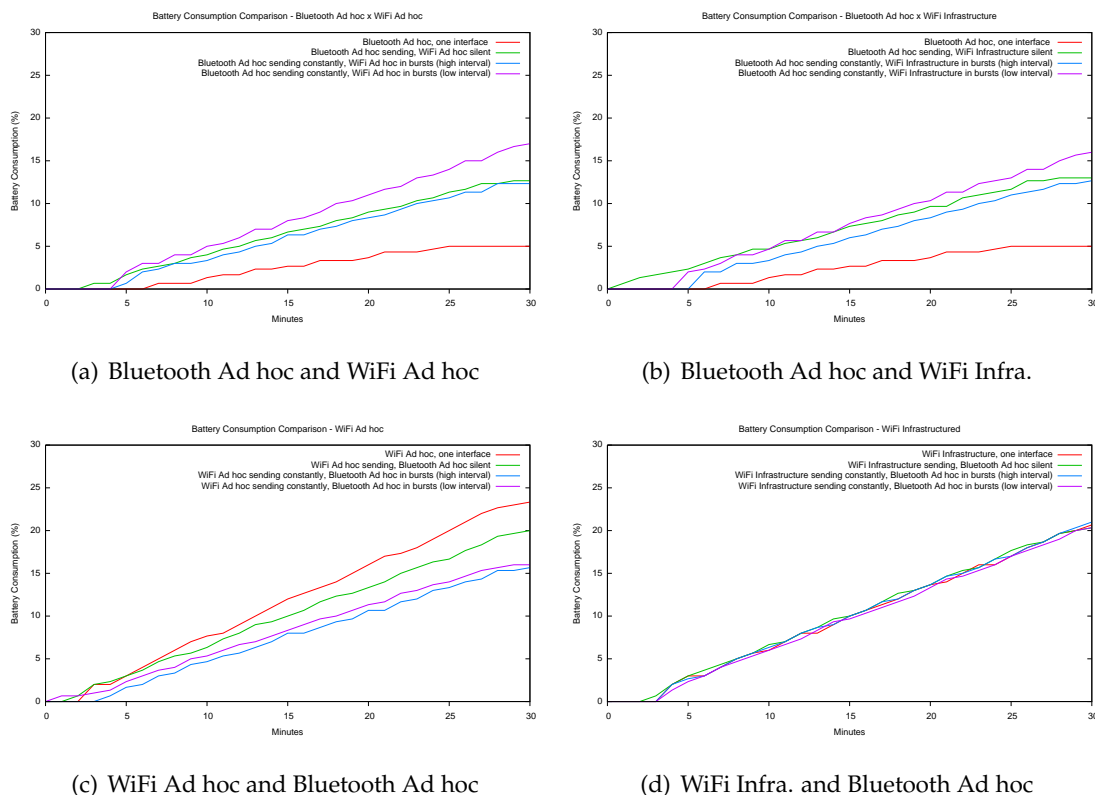 Battery Consumption Comparison - Bluetooth Ad hoc x WiFi Ad hoc
30
25
20
15
10
5
0
Battery Consumption (%)
Bluetooth Ad hoc, one interface
Bluetooth Ad hoc sending, WiFi Ad hoc silent
Bluetooth Ad hoc sending constantly, WiFi Ad hoc in bursts (high interval)
Bluetooth Ad hoc sending constantly, WiFi Ad hoc in bursts (low interval)
0 5 10 15 20 25 30
Minutes
(a) Bluetooth Ad hoc and WiFi Ad hoc
Battery Consumption Comparison - Bluetooth Ad hoc x WiFi Infrastructure
30
25
20
15
10
5
0
Battery Consumption (%)
Bluetooth Ad hoc, one interface
Bluetooth Ad hoc sending, WiFi Infrastructure silent
Bluetooth Ad hoc sending constantly, WiFi Infrastructure in bursts (high interval)
Bluetooth Ad hoc sending constantly, WiFi Infrastructure in bursts (low interval)
0 5 10 15 20 25 30
Minutes
(b) Bluetooth Ad hoc and WiFi Infra.
Battery Consumption Comparison - WiFi Ad hoc
30
25
20
15
10
5
0
Battery Consumption (%)
WiFi Ad hoc, one interface
WiFi Ad hoc sending, Bluetooth Ad hoc silent
WiFi Ad hoc sending constantly, Bluetooth Ad hoc in bursts (high interval)
WiFi Ad hoc sending constantly, Bluetooth Ad hoc in bursts (low interval)
0 5 10 15 20 25 30
Minutes
(c) WiFi Ad hoc and Bluetooth Ad hoc
Battery Consumption Comparison - WiFi Infrastructured
30
25
20
15
10
5
0
Battery Consumption (%)
WiFi Infrastructure, one interface
WiFi Infrastructure sending, Bluetooth Ad hoc silent
WiFi Infrastructure sending constantly, Bluetooth Ad hoc in bursts (high interval)
WiFi Infrastructure sending constantly, Bluetooth Ad hoc in bursts (low interval)
0 5 10 15 20 25 30
Minutes
(d) WiFi Infra. and Bluetooth Ad hoc